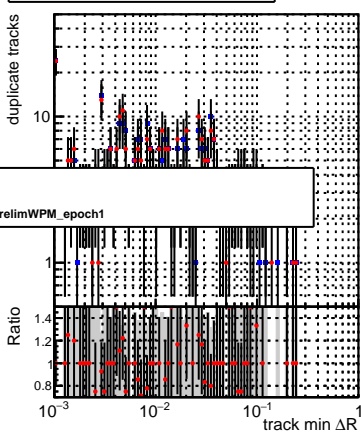 duplicate tracks
10
relimWPM_epoch1
1
Ratio
1.4
1.2
1
0.8
10⁻³ 10⁻² 10⁻¹ 1
track min ΔR